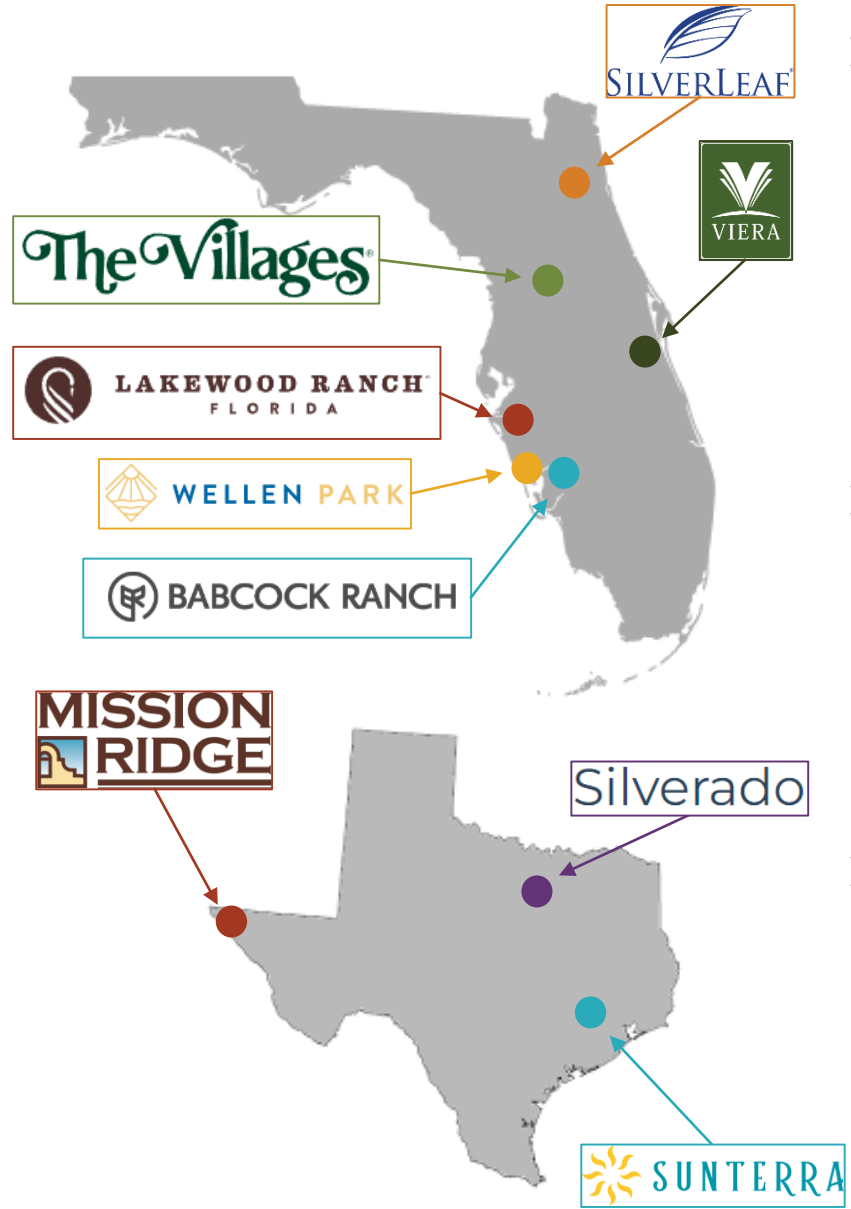 SILVERLEAF®
VIERA
The Villages®
LAKEWOOD RANCH
FLORIDA
WELLEN PARK
BABCOCK RANCH
MISSION
RIDGE
Silverado
SUNTERRA